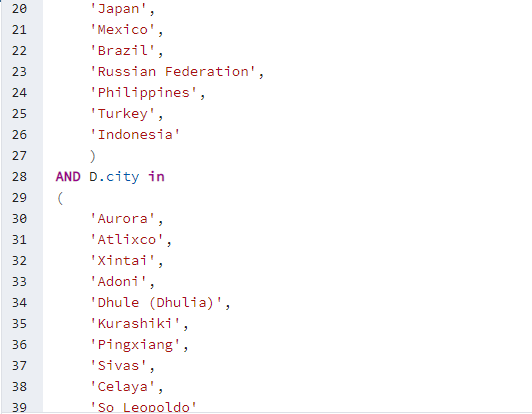 20 'Japan',
21 'Mexico',
22 'Brazil',
23 'Russian Federation',
24 'Philippines',
25 'Turkey',
26 'Indonesia'
27 )
28 AND D.city in
29 (
30 'Aurora',
31 'Atlixco',
32 'Xintai',
33 'Adoni',
34 'Dhule (Dhulia)',
35 'Kurashiki',
36 'Pingxiang',
37 'Sivas',
38 'Celaya',
39 'So Leopoldo'